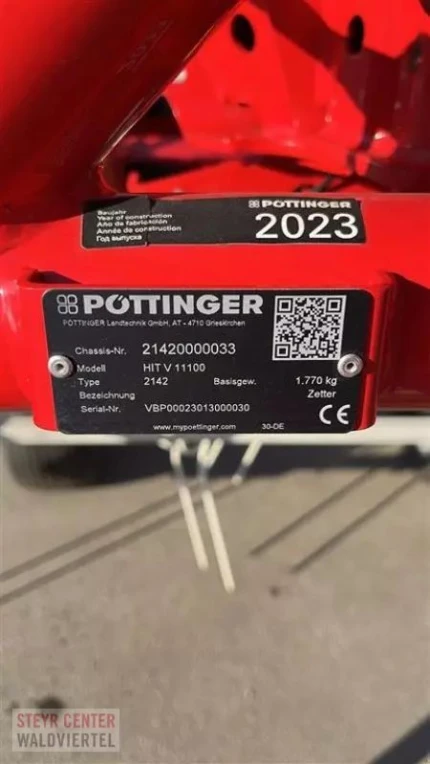 Baujahr
Year of construction
Año de fabricación
Année de construction
Год выпуска
PÖTTINGER
2023
PÖTTINGER
PÖTTINGER Landtechnik GmbH, AT - 4710 Grieskirchen
Chassis-Nr. 21420000033
Modell HIT V 11100
Type 2142 Basisgew. 1.770 kg
Bezeichnung Zetter
Serial-Nr. VBP00023013000030
CE
www.mypoettinger.com 30-DE
STEYR CENTER
WALDVIERTEL